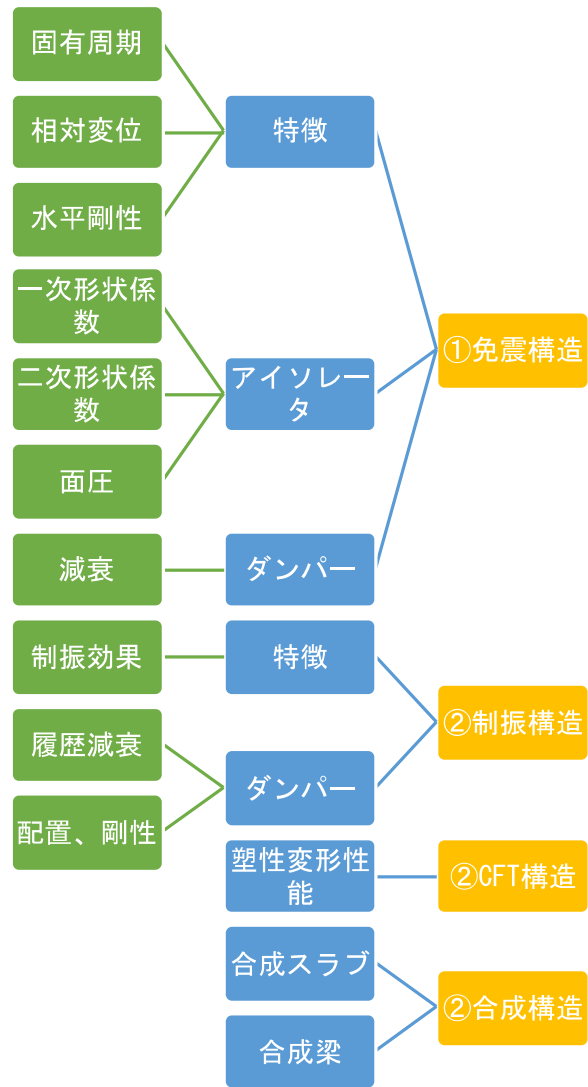 固有周期
相対変位
水平剛性
特徴
一次形状係
数
二次形状係
数
面圧
アイソレー
タ
減衰
ダンパー
①免震構造
制振効果
特徴
履歴減衰
配置、剛性
ダンパー
②制振構造
塑性変形性
能
②CFT構造
合成スラブ
合成梁
②合成構造